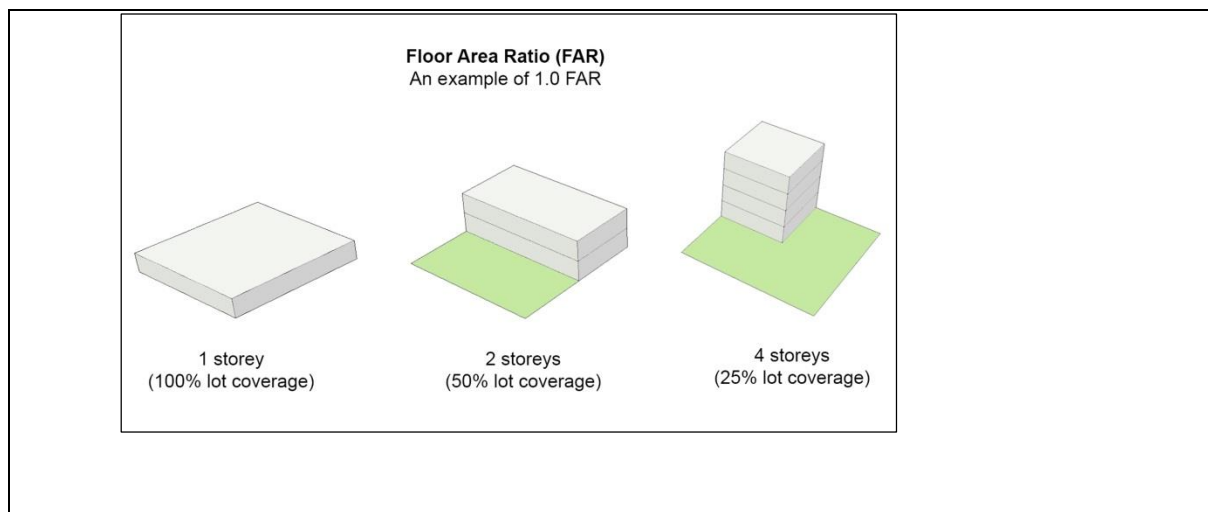 Floor Area Ratio (FAR)
An example of 1.0 FAR
1 storey
(100% lot coverage)
2 storeys
(50% lot coverage)
4 storeys
(25% lot coverage)